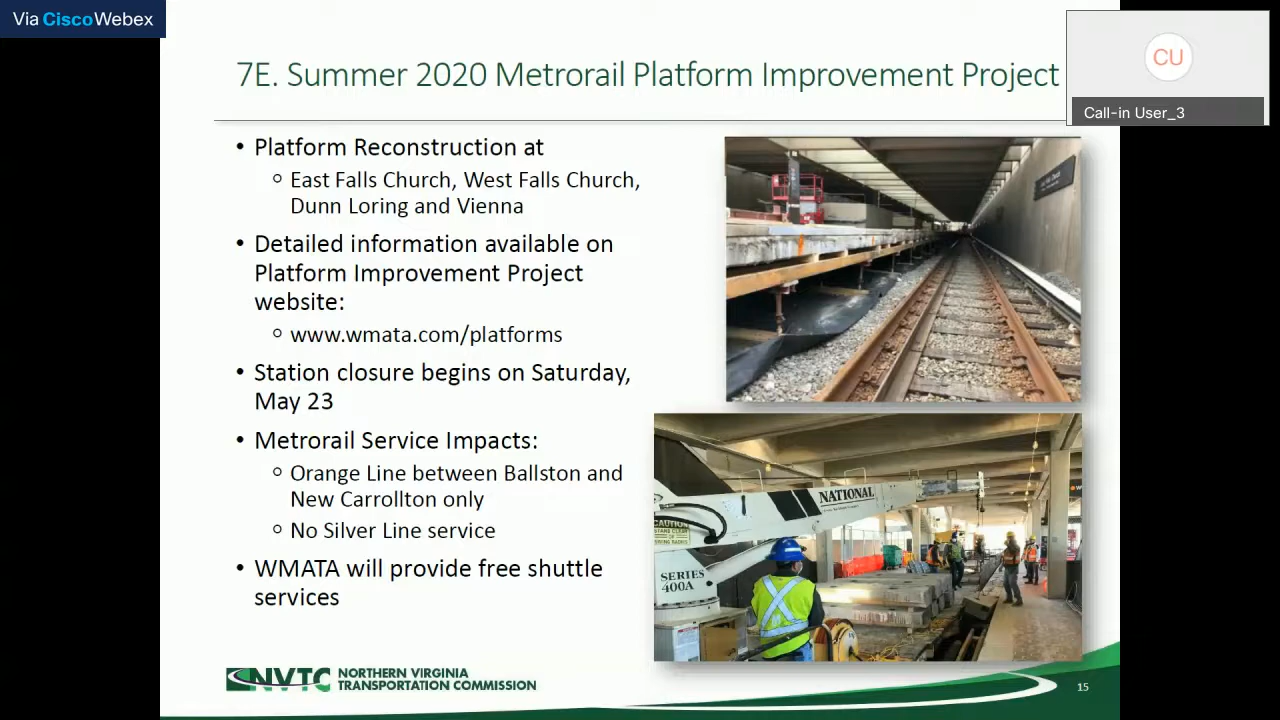 Via CiscoWebex
7E. Summer 2020 Metrorail Platform Improvement Project
CU
Call-in User_3
• Platform Reconstruction at
○ East Falls Church, West Falls Church,
Dunn Loring and Vienna
• Detailed information available on
Platform Improvement Project
website:
○ www.wmata.com/platforms
• Station closure begins on Saturday,
May 23
• Metrorail Service Impacts:
○ Orange Line between Ballston and
New Carrollton only
○ No Silver Line service
• WMATA will provide free shuttle
services
NATIONAL
CAUTION
SERIES
400A
NVTC
NORTHERN VIRGINIA
TRANSPORTATION COMMISSION
15